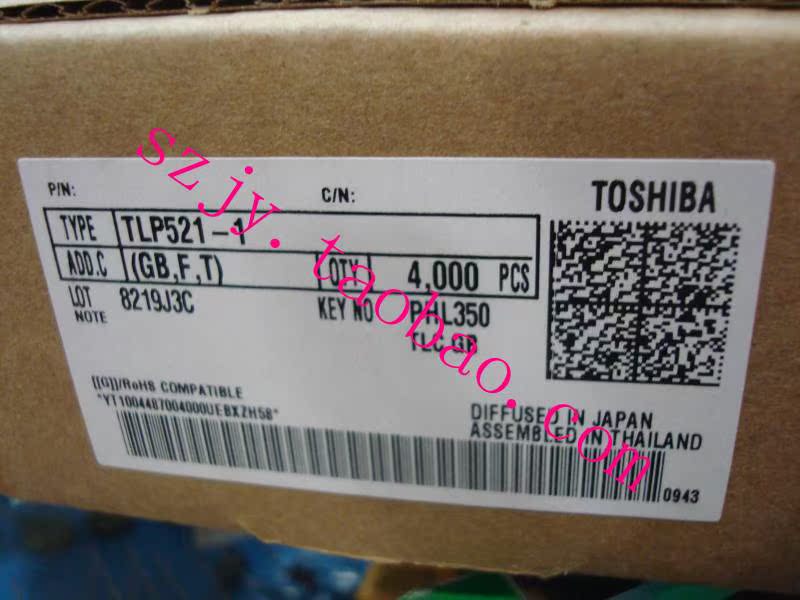 P/N:
C/N:
TOSHIBA
TYPE TLP521-1
ADD.C (GB,F,T) QTY 4,000 PCS
LOT 8219J3C KEY NO PHL350
NOTE
[[G]]/RoHS COMPATIBLE
"YT1004487004000UEBXZH58"
DIFFUSED IN JAPAN
ASSEMBLED IN THAILAND
0943
szjy.taobao.com